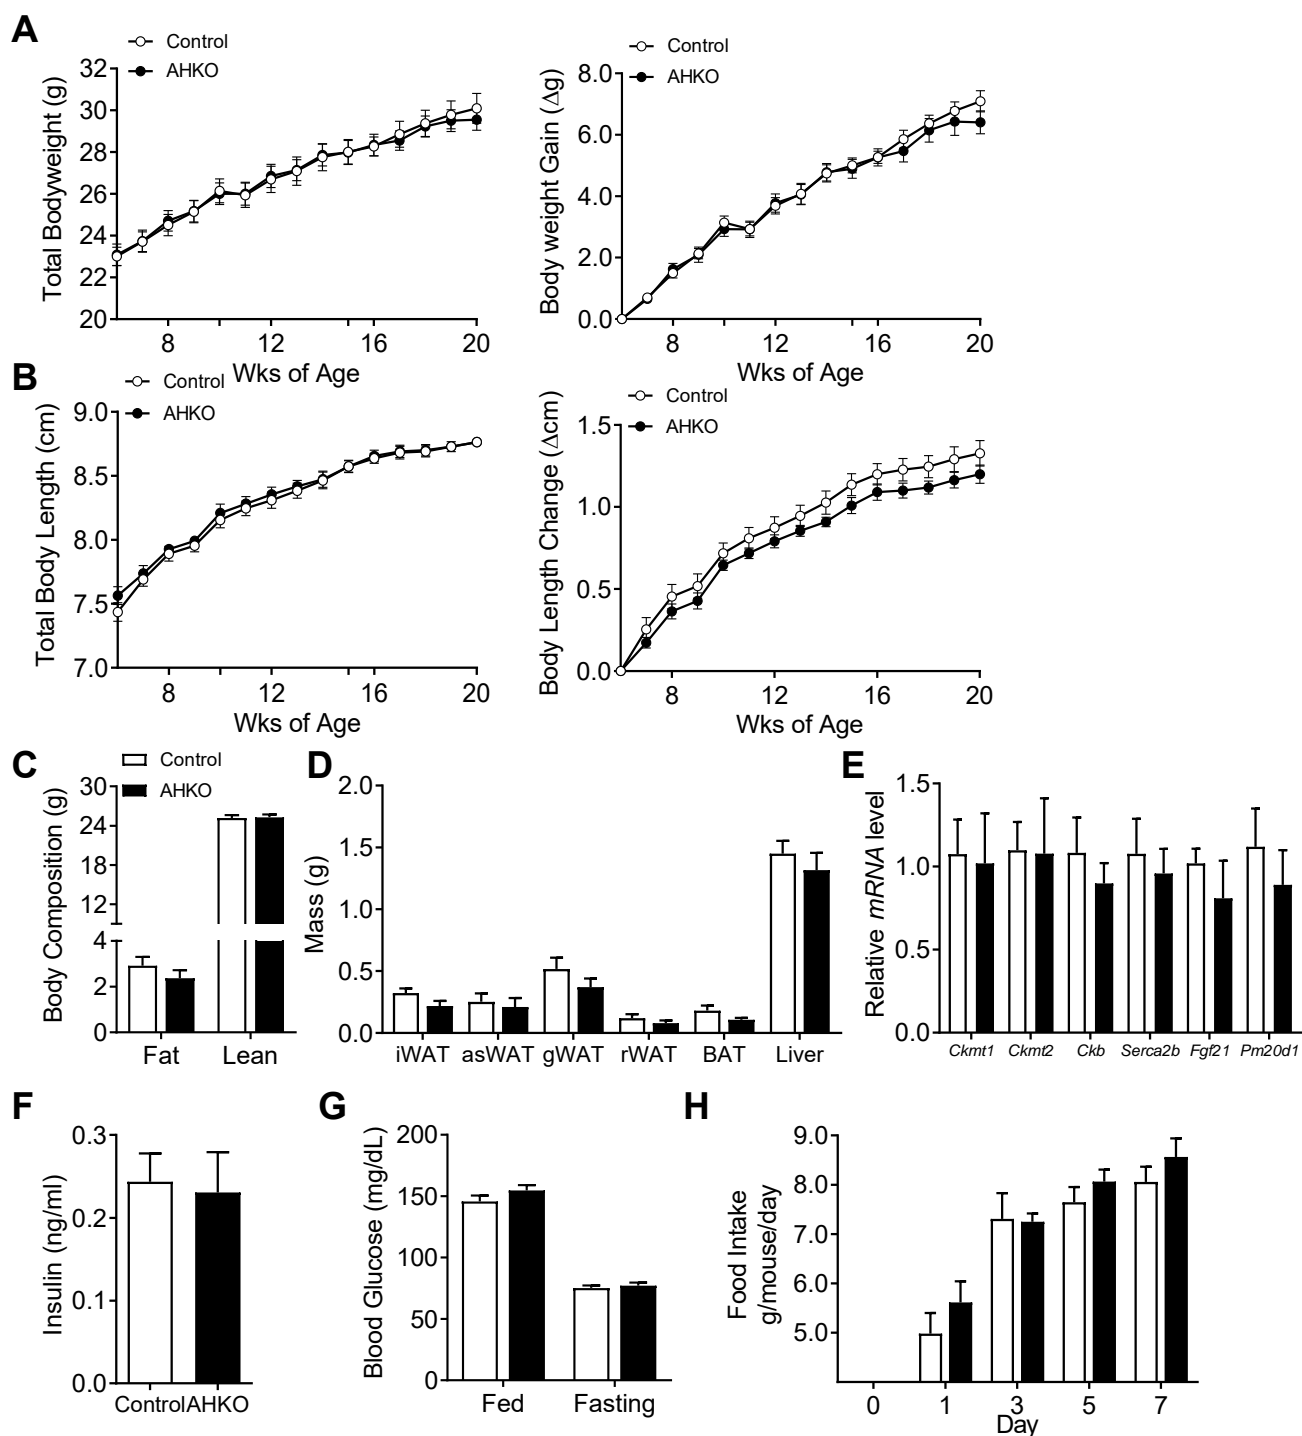 A
Control
AHKO
Total Bodyweight (g)
32
30
28
26
24
22
20
8
12
16
20
Wks of Age
Control
AHKO
Body weight Gain (Δg)
8.0
6.0
4.0
2.0
0.0
8
12
16
20
Wks of Age
B
Control
AHKO
Total Body Length (cm)
9.0
8.5
8.0
7.5
7.0
8
12
16
20
Wks of Age
Control
AHKO
Body Length Change (Δcm)
1.5
1.0
0.5
0.0
8
12
16
20
Wks of Age
C
Control
AHKO
Body Composition (g)
30
24
18
12
4
2
0
Fat
Lean
D
Mass (g)
2.0
1.5
1.0
0.5
0.0
iWAT
asWAT
gWAT
rWAT
BAT
Liver
E
Relative mRNA level
1.5
1.0
0.5
0.0
Ckmt1
Ckmt2
Ckb
Serca2b
Fgf21
Pm20d1
F
Insulin (ng/ml)
0.3
0.2
0.1
0.0
Control
AHKO
G
Blood Glucose (mg/dL)
200
150
100
50
0
Fed
Fasting
H
Food Intake
g/mouse/day
9.0
8.0
7.0
6.0
5.0
0
1
3
5
7
Day